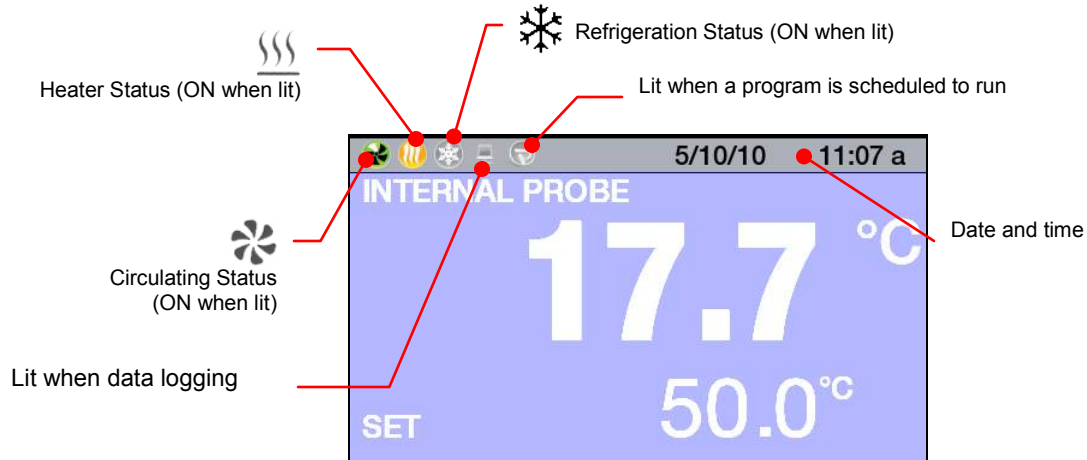 Refrigeration Status (ON when lit)
Heater Status (ON when lit)
Lit when a program is scheduled to run
5/10/10 11:07 a
INTERNAL PROBE
17.7 °C
Date and time
Circulating Status
(ON when lit)
Lit when data logging
50.0°C
SET